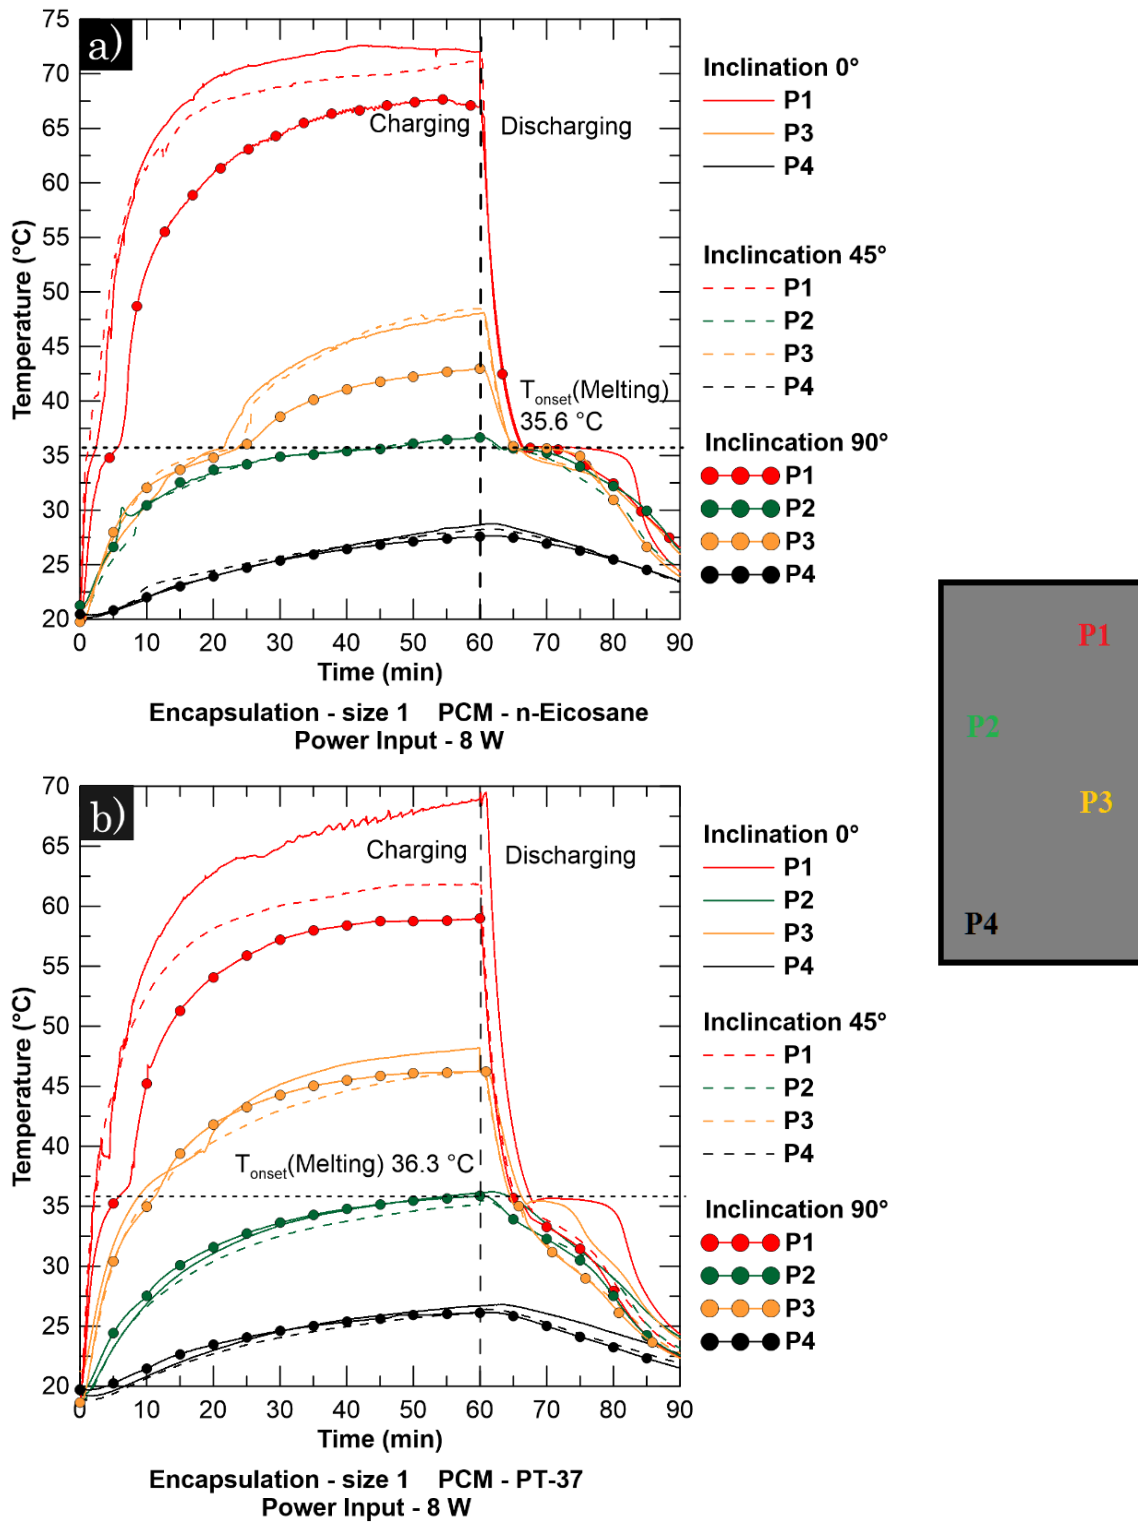 a)
75
70
65
60
55
50
45
40
35
30
25
20
Temperature (°C)
Charging
Discharging
T onset (Melting)
35.6 °C
0 10 20 30 40 50 60 70 80 90
Time (min)
Encapsulation - size 1 PCM - n-Eicosane
Power Input - 8 W
Inclination 0°
P1
P3
P4
Inclincation 45°
P1
P2
P3
P4
Inclincation 90°
P1
P2
P3
P4
P1
P2
P3
P4
b)
70
65
60
55
50
45
40
35
30
25
20
Temperature (°C)
Charging
Discharging
T onset (Melting) 36.3 °C
0 10 20 30 40 50 60 70 80 90
Time (min)
Encapsulation - size 1 PCM - PT-37
Power Input - 8 W
Inclination 0°
P1
P2
P3
P4
Inclincation 45°
P1
P2
P3
P4
Inclincation 90°
P1
P2
P3
P4